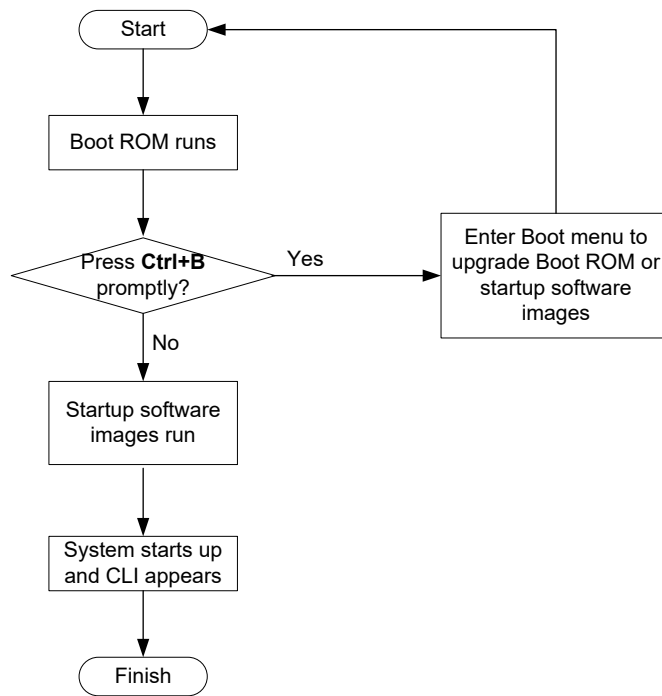 Start
Boot ROM runs
Press Ctrl+B
promptly?
Yes
Enter Boot menu to
upgrade Boot ROM or
startup software
images
No
Startup software
images run
System starts up
and CLI appears
Finish